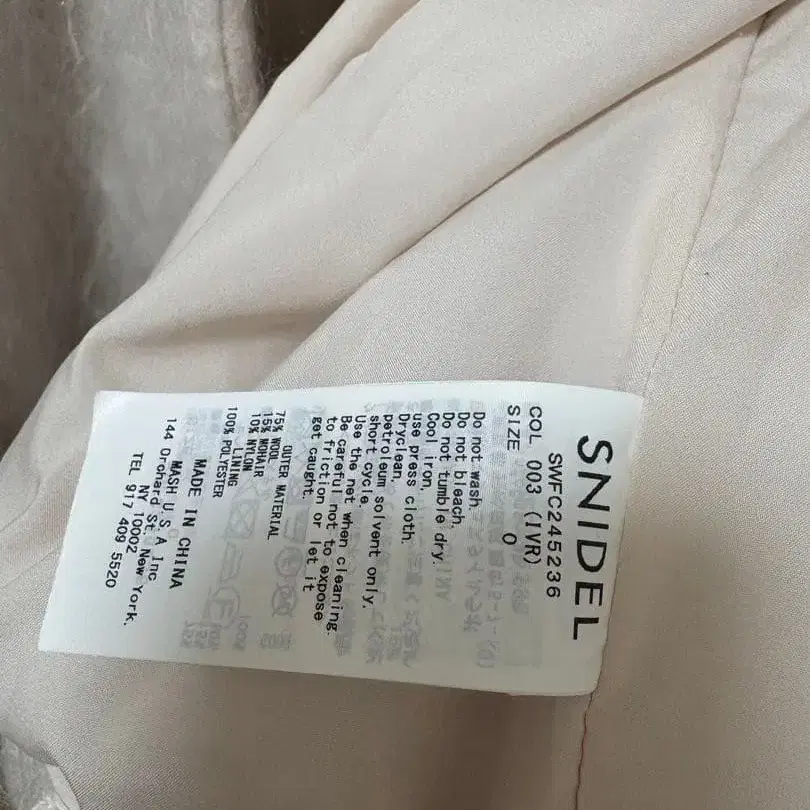 SNIDEL
SWFC245236
COL 003 (IVR)
SIZE 0
Do not wash.
Do not bleach.
Do not tumble dry.
Cool iron,
use press cloth.
Dryclean,
petroleum solvent only.
short cycle.
Use the net when cleaning.
Be careful not to expose
to friction or let it
get caught.
OUTER MATERIAL
75% WOOL
15% MOHAIR
10% NYLON
LINING
100% POLYESTER
MADE IN CHINA
MASH U S A Inc.
144 Orchard St. New York,
NY 10002
TEL 917 409 5520